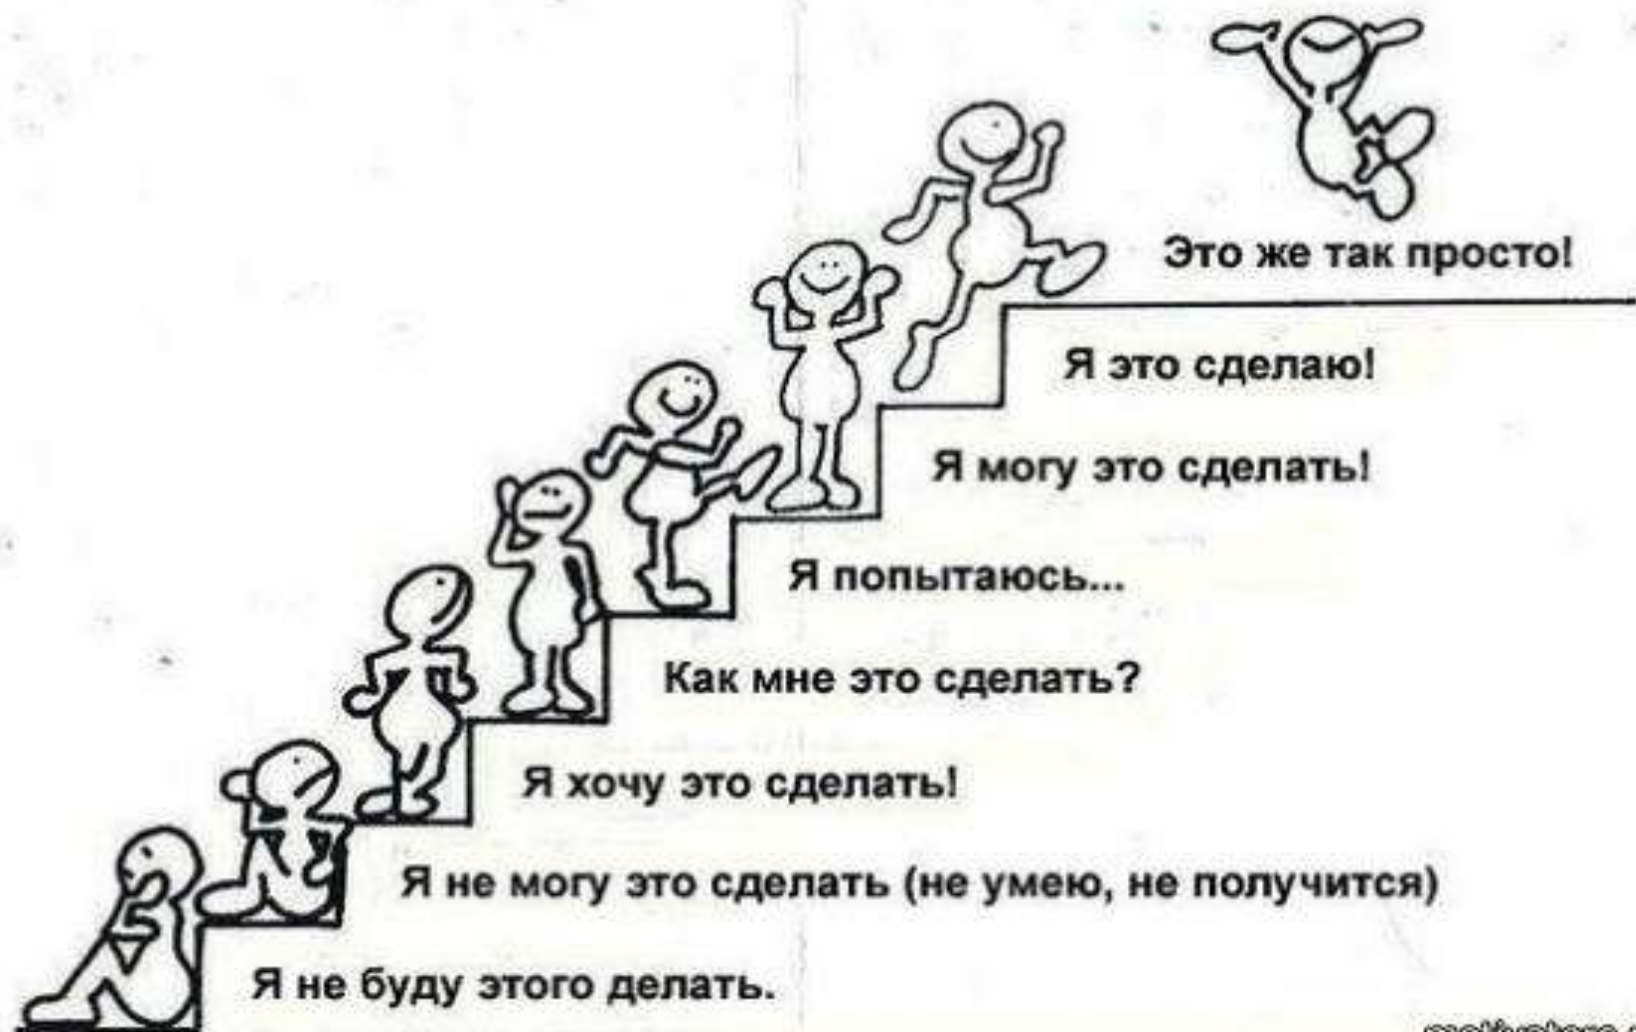 Это же так просто!
Я это сделаю!
Я могу это сделать!
Я попытаюсь...
Как мне это сделать?
Я хочу это сделать!
Я не могу это сделать (не умею, не получится)
Я не буду этого делать.